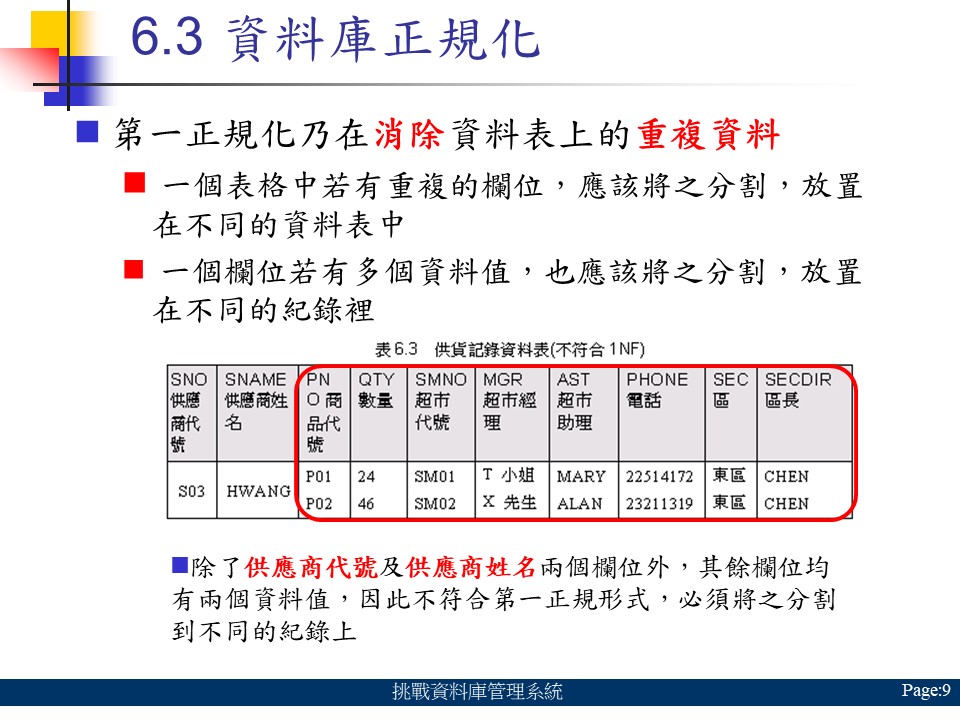 6.3 資料庫正規化
第一正規化乃在消除資料表上的重複資料
一個表格中若有重複的欄位，應該將之分割，放置
在不同的資料表中
一個欄位若有多個資料值，也應該將之分割，放置
在不同的紀錄裡
表6.3 供貨記錄資料表(不符合1NF)
SNO SNAME PN QTY SMNO MGR AST PHONE SEC SECDIR
供應 供應商姓 O 商 數量 超市 超市經 超市 電話 區 區長
商代 名 品代 代號 理 助理
號 號
P01 24 SM01 T 小姐 MARY 22514172 東區 CHEN
S03 HWANG
P02 46 SM02 X 先生 ALAN 23211319 東區 CHEN
除了供應商代號及供應商姓名兩個欄位外，其餘欄位均
有兩個資料值，因此不符合第一正規形式，必須將之分割
到不同的紀錄上
挑戰資料庫管理系統
Page:9